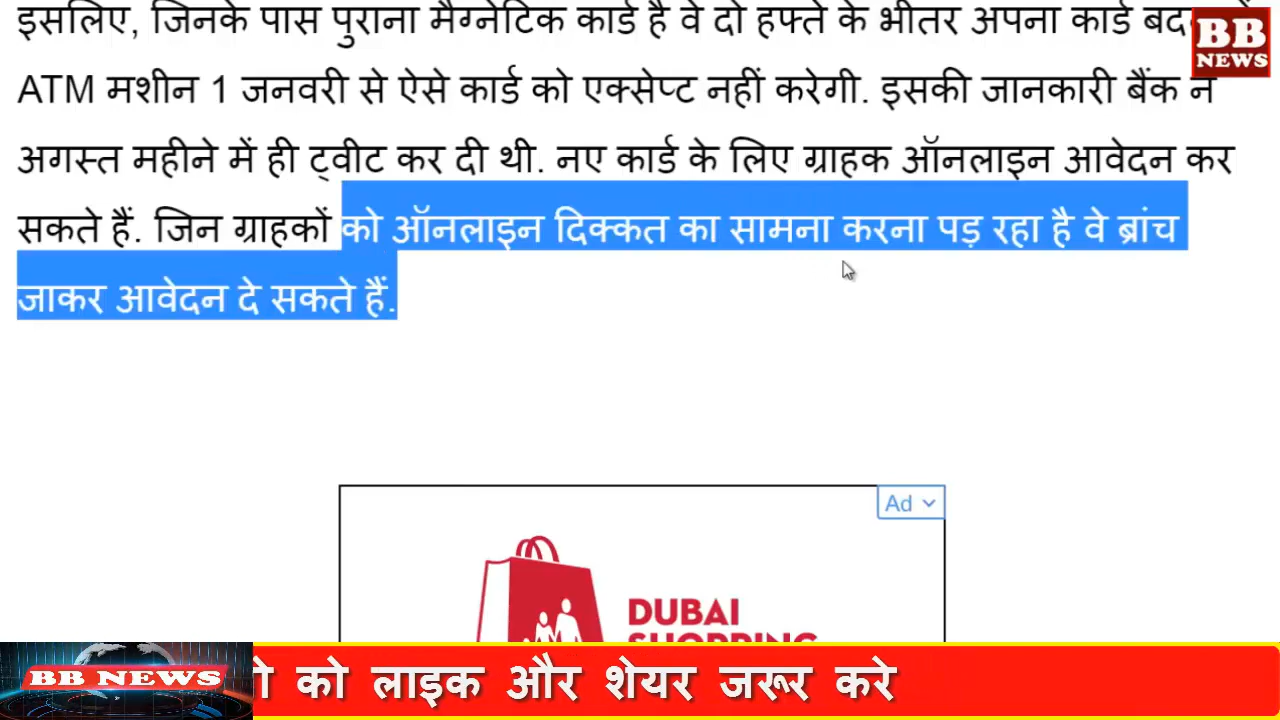 इसलिए, जिनके पास पुराना मैग्नेटिक कार्ड है वे दो हफ्ते के भीतर अपना कार्ड
BB
NEWS
ATM मशीन 1 जनवरी से ऐसे कार्ड को एक्सेप्ट नहीं करेगी. इसकी जानकारी बैंक ने
अगस्त महीने में ही ट्वीट कर दी थी. नए कार्ड के लिए ग्राहक ऑनलाइन आवेदन कर
सकते हैं. जिन ग्राहकों को ऑनलाइन दिक्कत का सामना करना पड़ रहा है वे ब्रांच
जाकर आवेदन दे सकते हैं.
Ad
DUBAI
SHOPPING
BB NEWS
को लाइक और शेयर जरूर करे